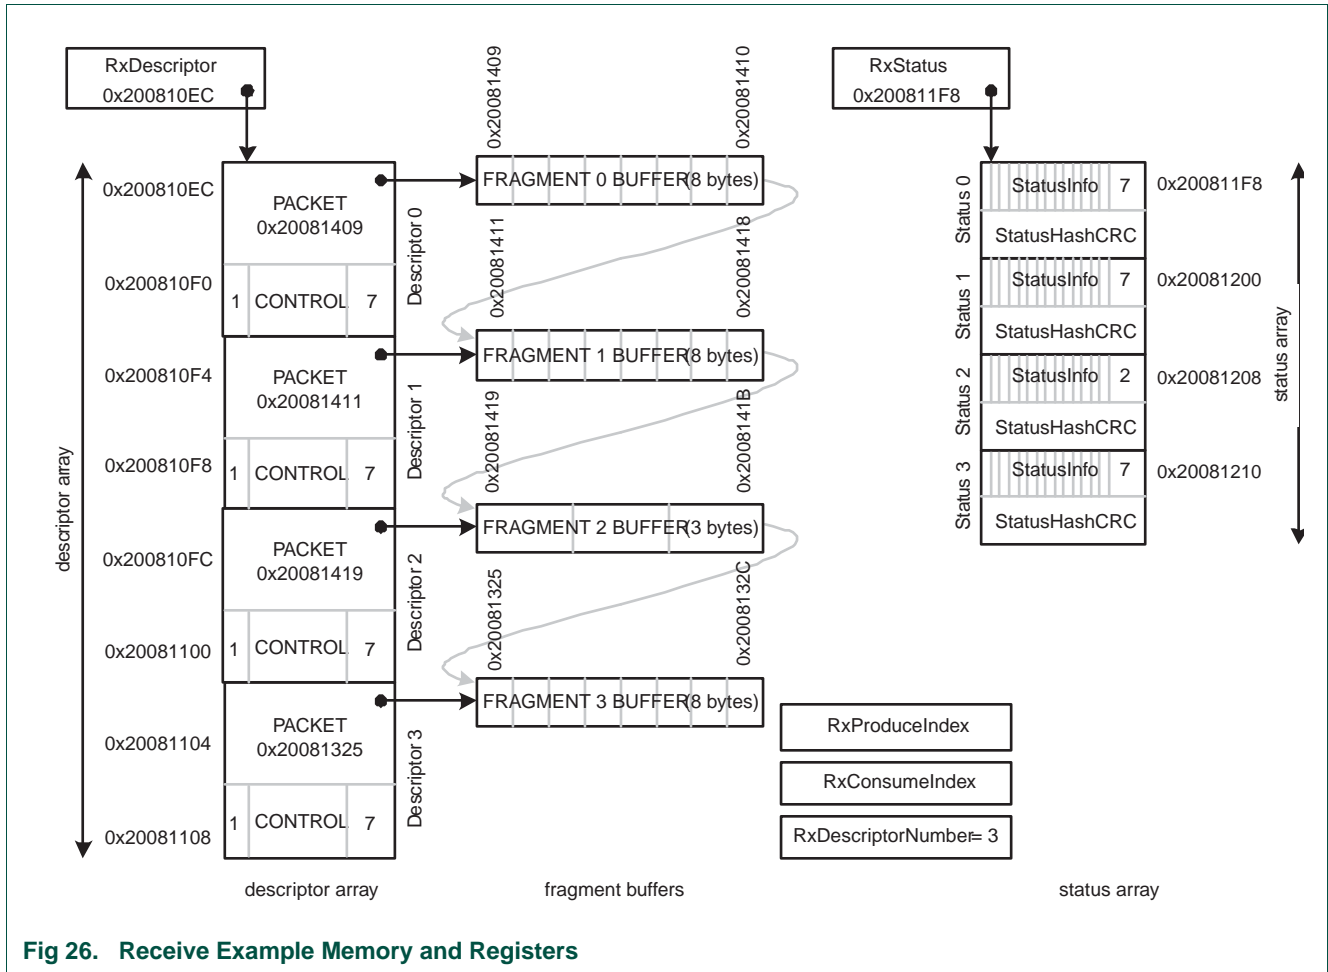 RxDescriptor
0x200810EC
0x20081409
0x20081410
RxStatus
0x200811F8
descriptor array
0x200810EC
PACKET
0x20081409
0x200810F0
1 CONTROL 7
Descriptor 0
FRAGMENT 0 BUFFER(8 bytes)
0x20081411
0x20081418
0x200810F4
PACKET
0x20081411
0x200810F8
1 CONTROL 7
Descriptor 1
FRAGMENT 1 BUFFER(8 bytes)
0x20081419
0x2008141B
0x200810FC
PACKET
0x20081419
0x20081100
1 CONTROL 7
Descriptor 2
FRAGMENT 2 BUFFER(3 bytes)
0x20081325
0x2008132C
0x20081104
PACKET
0x20081325
0x20081108
1 CONTROL 7
Descriptor 3
FRAGMENT 3 BUFFER(8 bytes)
Status 0
StatusInfo 7
0x200811F8
StatusHashCRC
Status 1
StatusInfo 7
0x20081200
StatusHashCRC
Status 2
StatusInfo 2
0x20081208
StatusHashCRC
Status 3
StatusInfo 7
0x20081210
StatusHashCRC
status array
RxProduceIndex
RxConsumeIndex
RxDescriptorNumber= 3
descriptor array
fragment buffers
status array
Fig 26. Receive Example Memory and Registers